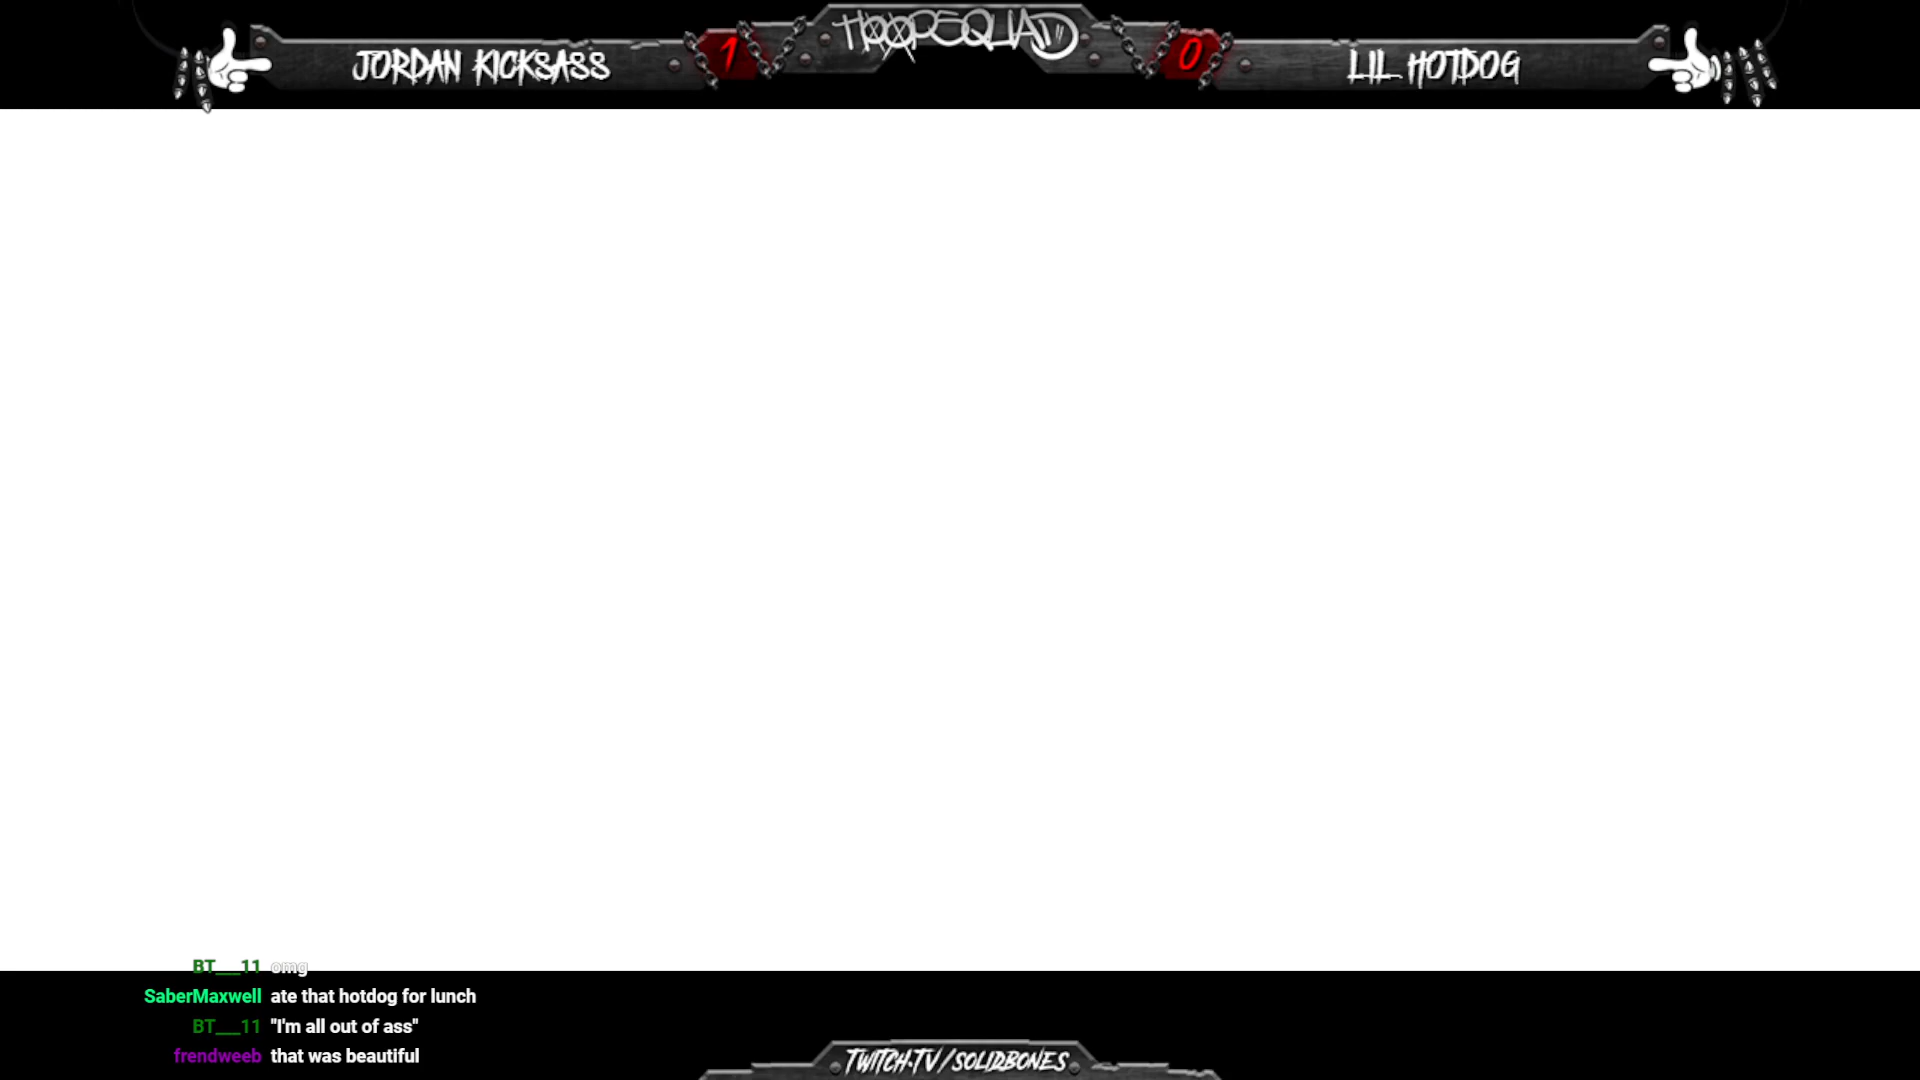 JORDAN KICKSASS
1
HOOPSQUAD
0
LIL HOTDOG
BT__11 omg
SaberMaxwell ate that hotdog for lunch
BT__11 "I'm all out of ass"
frendweeb that was beautiful
TWITCH.TV/SOLIDBONES